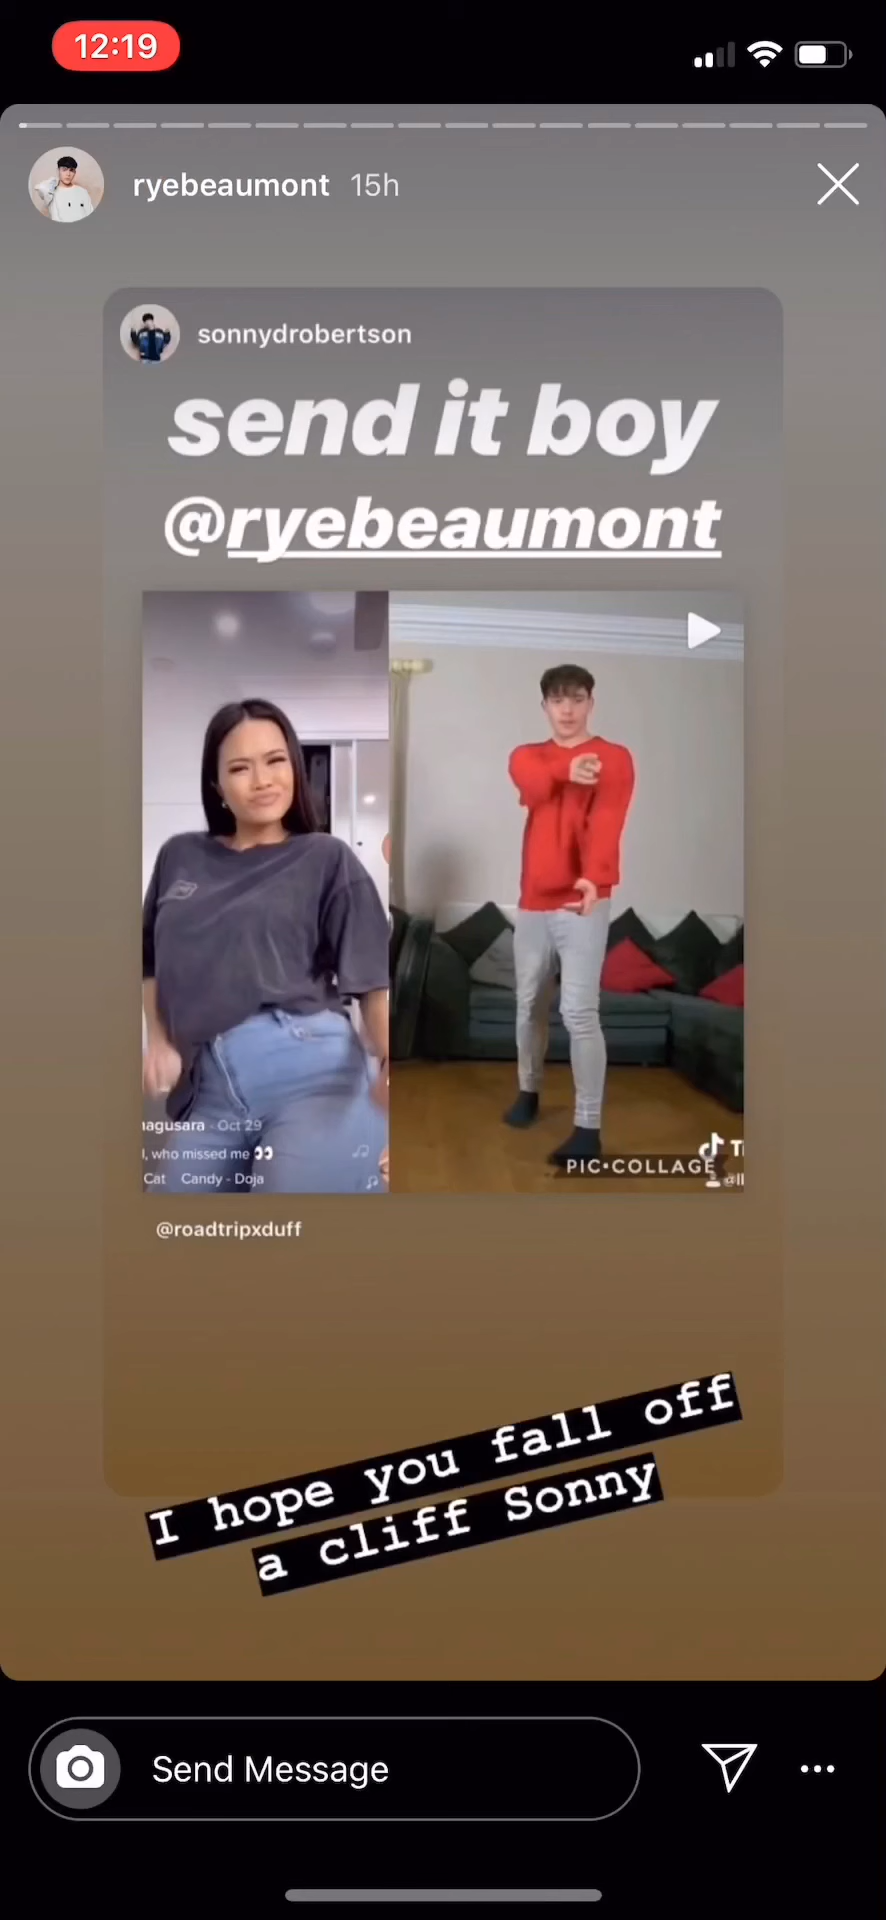 12:19
ryebeaumont 15h
sonnydrobertson
send it boy
@ryebeaumont
nagusara · Oct 29
l, who missed me 👀
Cat Candy - Doja
PIC•COLLAGE
@roadtripxduff
I hope you fall off
a cliff Sonny
Send Message